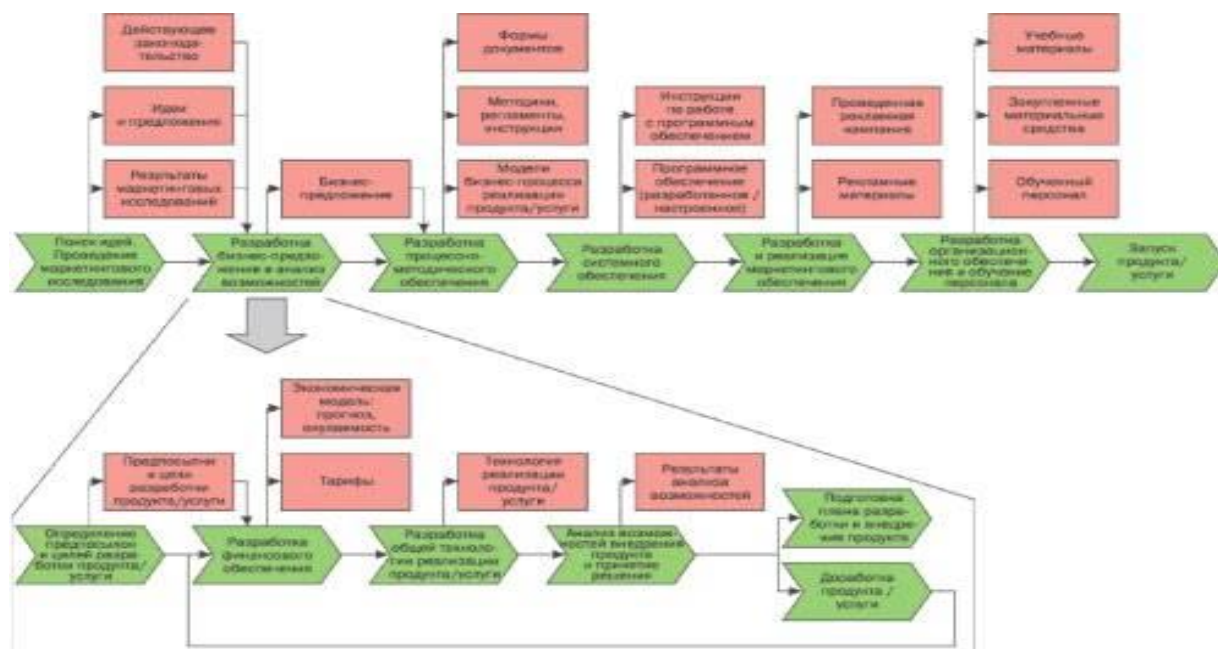 Действующее
законода-
тельство
Идеи
и предложения
Результаты
маркетинговых
исследований
Бизнес-
предложение
Формы
документов
Методики,
регламенты,
инструкции
Модели
бизнес-процесса
реализации
продукта/услуги
Инструкции
по работе
с программным
обеспечением
Программное
обеспечение
(разработанное /
настроенное)
Проведенная
рекламная
кампания
Рекламные
материалы
Учебные
материалы
Закупленные
материальные
средства
Обученный
персонал
Поиск идей.
Проведение
маркетингового
исследования
Разработка
бизнес-предло-
жения и анализ
возможностей
Разработка
процессно-
методического
обеспечения
Разработка
системного
обеспечения
Разработка
и реализация
маркетингового
обеспечения
Разработка
организацион-
ного обеспече-
ния и обучение
персонала
Запуск
продукта/
услуги
Экономическая
модель:
прогноз,
окупаемость
Предпосылки
и цели
разработки
продукта/услуги
Тарифы
Технология
реализации
продукта/
услуги
Результаты
анализа
возможностей
Определение
предпосылок
и целей разра-
ботки продукта/
услуги
Разработка
финансового
обеспечения
Разработка
общей техноло-
гии реализации
продукта/услуги
Анализ возмож-
ностей внедрения
продукта
и принятие
решения
Подготовка
плана разра-
ботки и внедре-
ния продукта
Доработка
продукта /
услуги